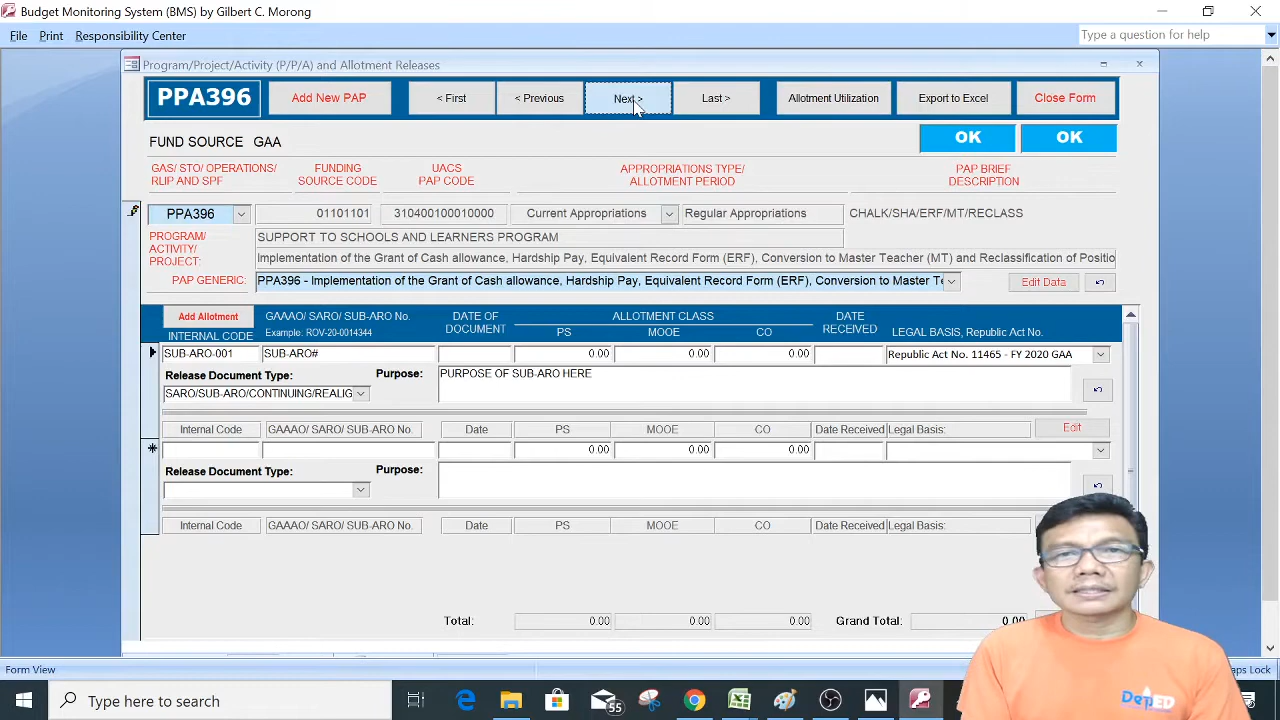 Budget Monitoring System (BMS) by Gilbert C. Morong
File Print Responsibility Center Type a question for help
Program/Project/Activity (P/P/A) and Allotment Releases
PPA396 Add New PAP < First < Previous Next > Last > Allotment Utilization Export to Excel Close Form
FUND SOURCE GAA OK OK
GAS/ STO/ OPERATIONS/ FUNDING UACS APPROPRIATIONS TYPE/ PAP BRIEF
RLIP AND SPF SOURCE CODE PAP CODE ALLOTMENT PERIOD DESCRIPTION
PPA396 01101101 310400100010000 Current Appropriations Regular Appropriations CHALK/SHA/ERF/MT/RECLASS
PROGRAM/ SUPPORT TO SCHOOLS AND LEARNERS PROGRAM
ACTIVITY/
PROJECT: Implementation of the Grant of Cash allowance, Hardship Pay, Equivalent Record Form (ERF), Conversion to Master Teacher (MT) and Reclassification of Positio
PAP GENERIC: PPA396 - Implementation of the Grant of Cash allowance, Hardship Pay, Equivalent Record Form (ERF), Conversion to Master Te Edit Data
Add Allotment GAAAO/ SARO/ SUB-ARO No. DATE OF ALLOTMENT CLASS DATE
INTERNAL CODE Example: ROV-20-0014344 DOCUMENT PS MOOE CO RECEIVED LEGAL BASIS, Republic Act No.
SUB-ARO-001 SUB-ARO# 0.00 0.00 0.00 Republic Act No. 11465 - FY 2020 GAA
Release Document Type: Purpose: PURPOSE OF SUB-ARO HERE
SARO/SUB-ARO/CONTINUING/REALIG
Internal Code GAAAO/ SARO/ SUB-ARO No. Date PS MOOE CO Date Received Legal Basis: Edit
0.00 0.00 0.00
Release Document Type: Purpose:
Internal Code GAAAO/ SARO/ SUB-ARO No. Date PS MOOE CO Date Received Legal Basis:
Total: 0.00 0.00 0.00 Grand Total: 0.00
Form View Caps Lock
Type here to search 55
DepED